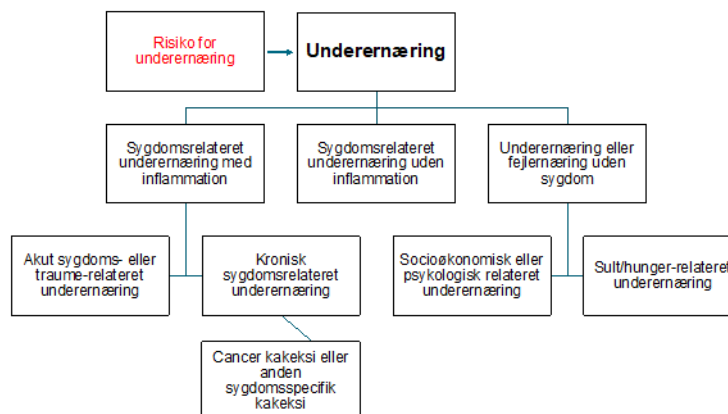 Risiko for
underernæring
Underernæring
Sygdomsrelateret
underernæring med
inflammation
Sygdomsrelateret
underernæring uden
inflammation
Underernæring eller
fejlernæring uden
sygdom
Akut sygdoms- eller
traume-relateret
underernæring
Kronisk
sygdomsrelateret
underernæring
Socioøkonomisk eller
psykologisk relateret
underernæring
Sult/hunger-relateret
underernæring
Cancer kakeksi eller
anden
sygdomsspecifik
kakeksi